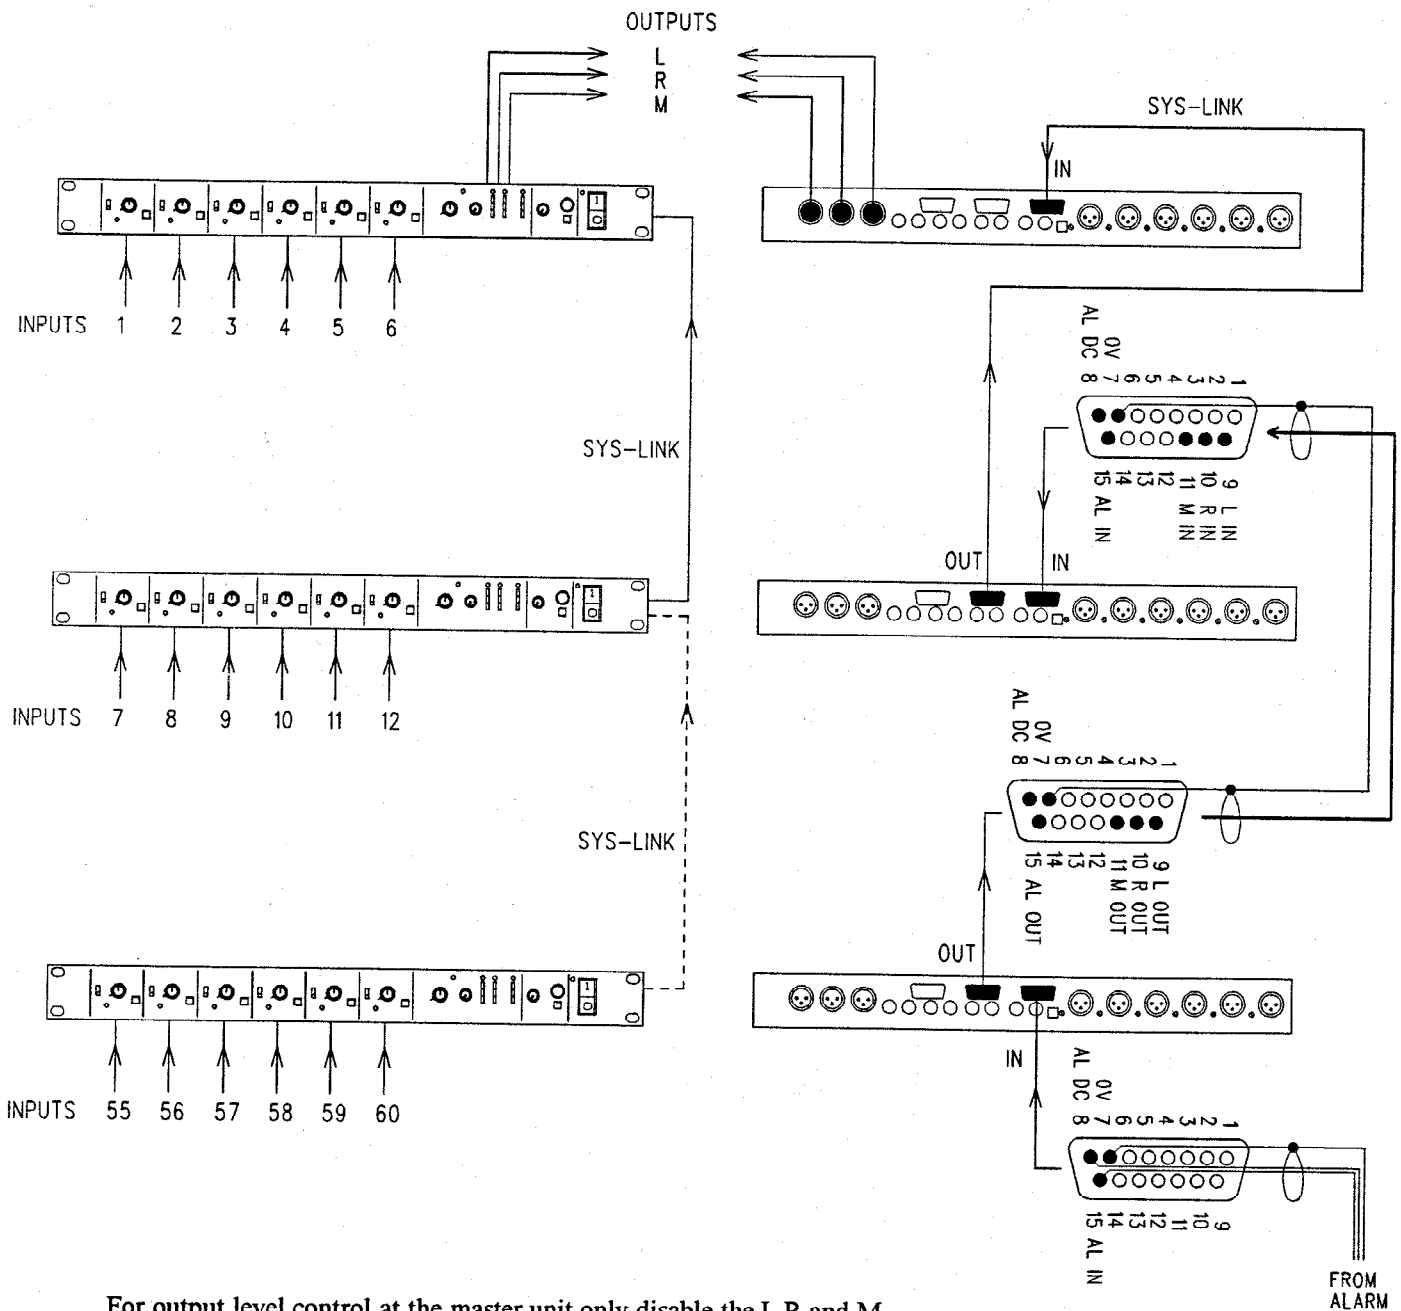 OUTPUTS
L
R
M
SYS-LINK
IN
INPUTS 1 2 3 4 5 6
AL DC 0V
8 7 6 5 4 3 2 1
SYS-LINK
15 AL IN
14
13
12
11 M IN
10 R IN
9 L IN
OUT IN
INPUTS 7 8 9 10 11 12
AL DC 0V
8 7 6 5 4 3 2 1
SYS-LINK
15 AL OUT
14
13
12
11 M OUT
10 R OUT
9 L OUT
OUT
IN
AL DC 0V
8 7 6 5 4 3 2 1
INPUTS 55 56 57 58 59 60
15 AL IN
14
13
12
11
10
9
FROM
ALARM
For output level control at the master unit only disable the L R and M